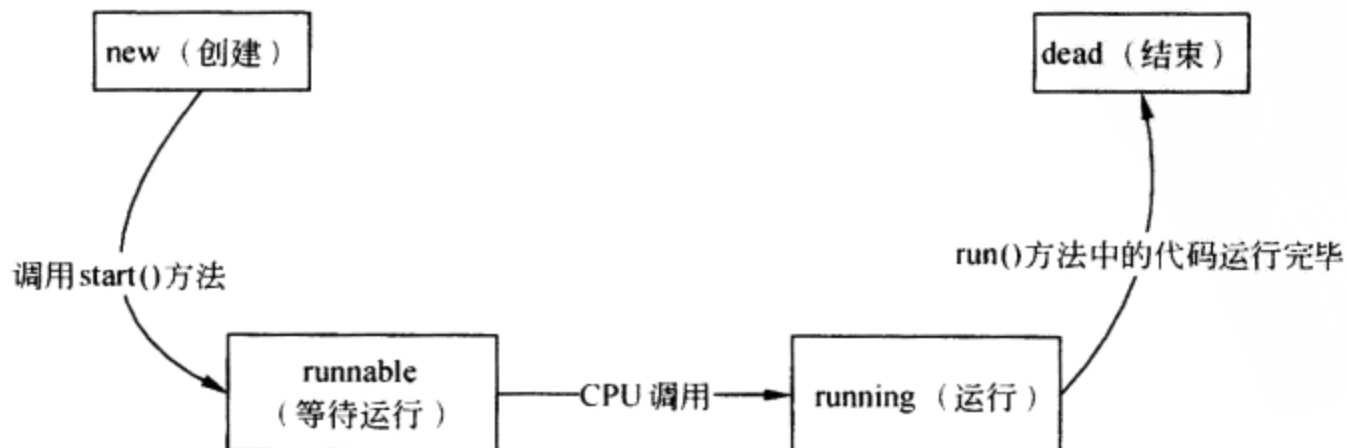 new（创建）
dead（结束）
调用start()方法
run()方法中的代码运行完毕
runnable
（等待运行）
CPU 调用
running（运行）